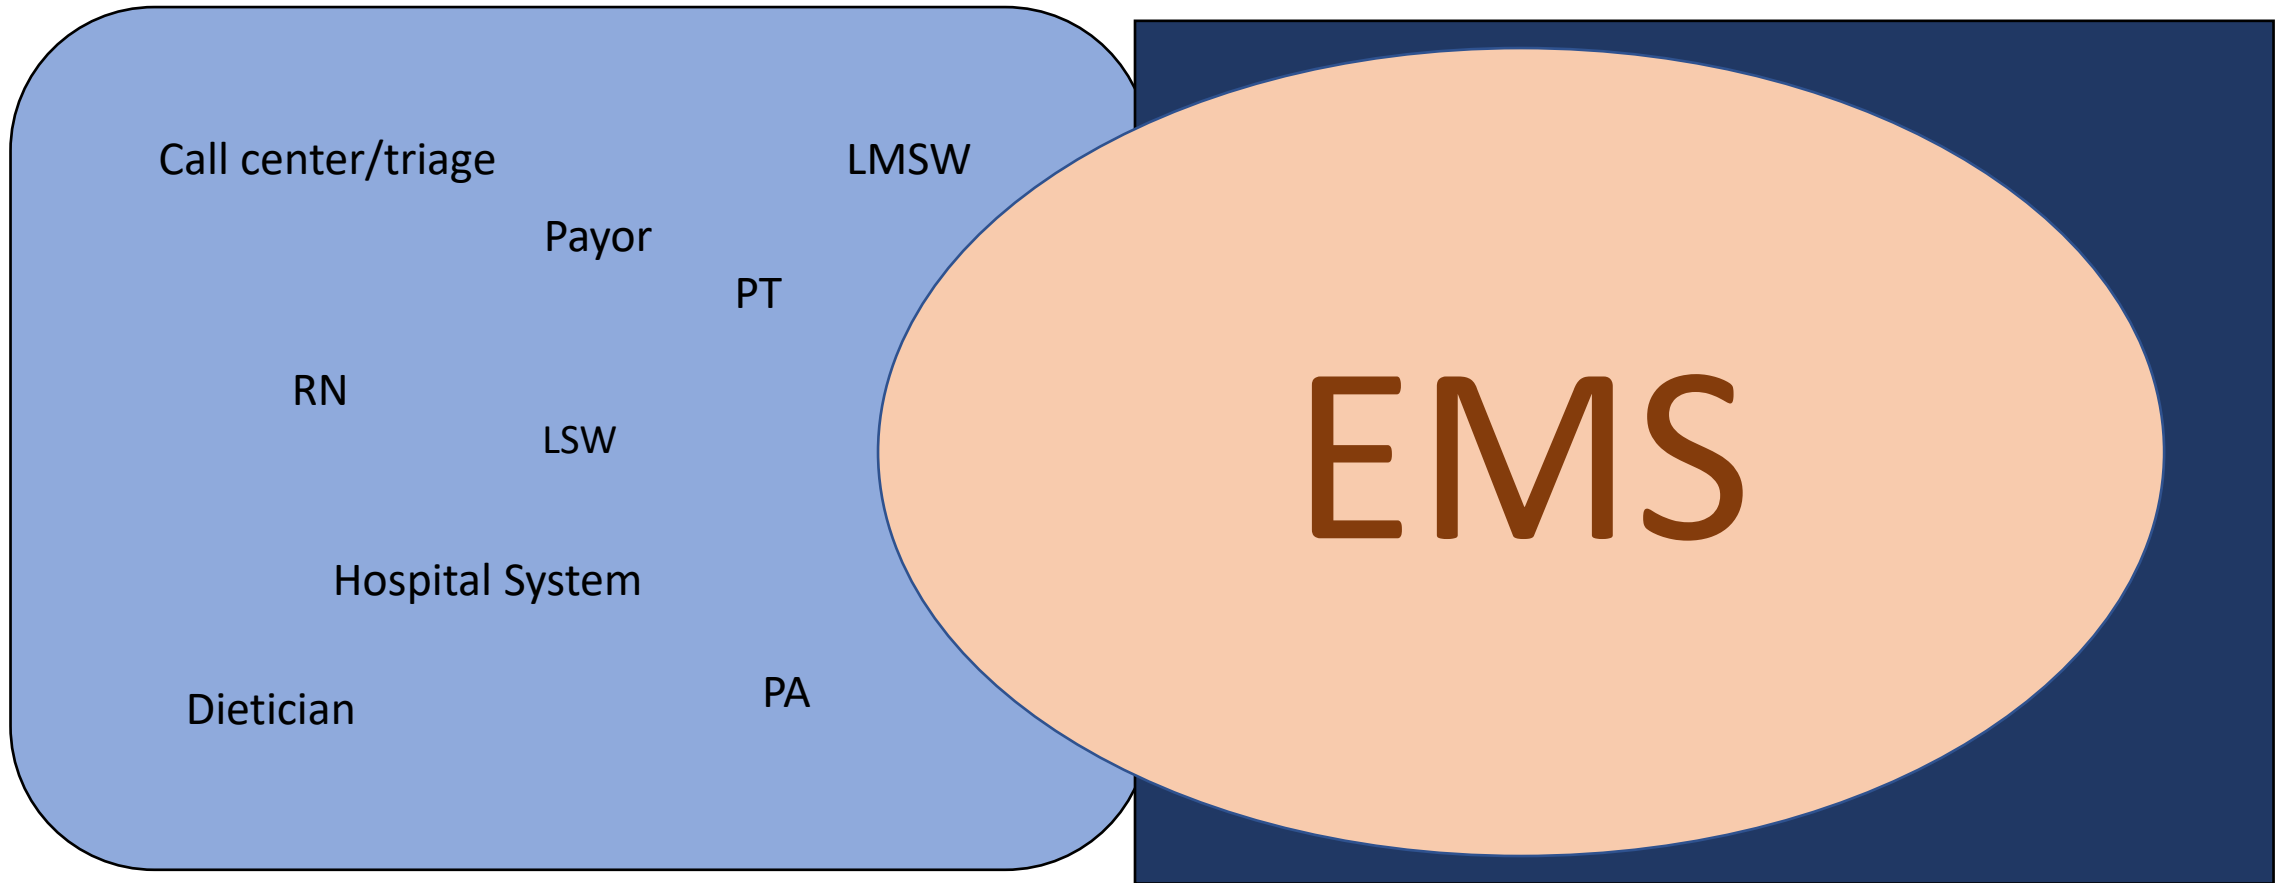 Call center/triage
LMSW
Payor
PT
RN
LSW
Hospital System
Dietician
PA
EMS